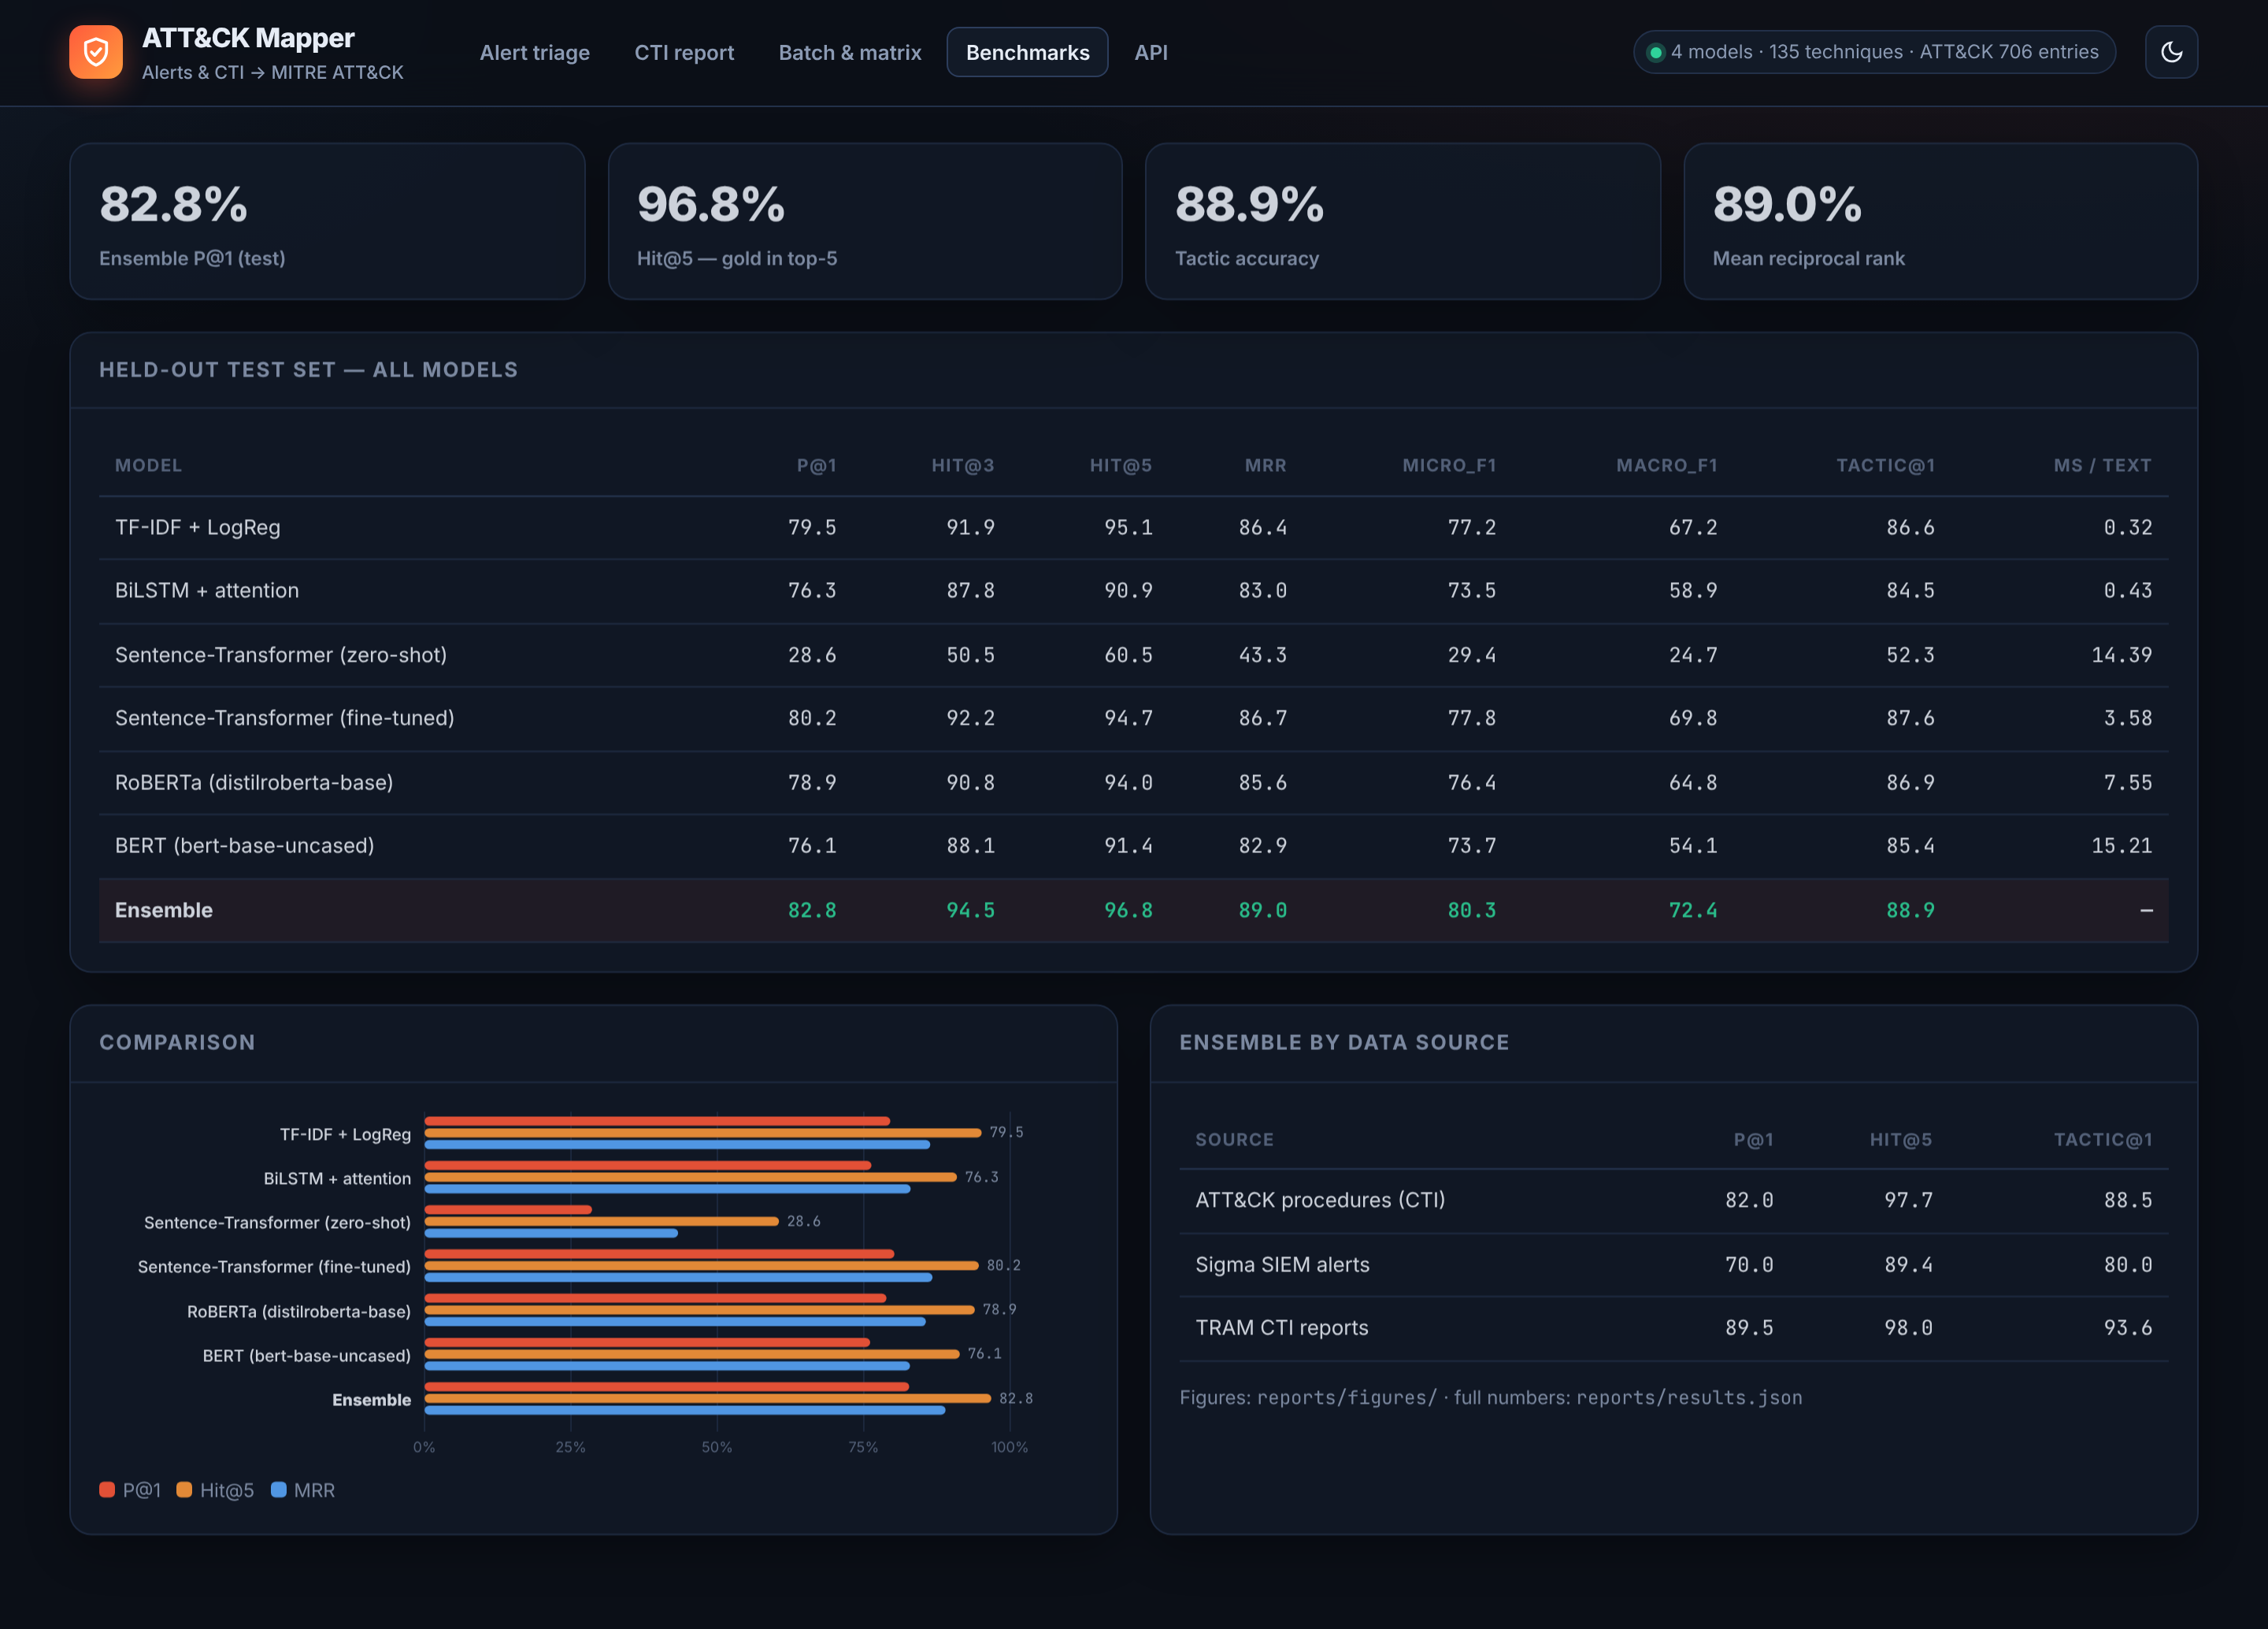 ATT&CK Mapper
Alerts & CTI → MITRE ATT&CK
Alert triage
CTI report
Batch & matrix
Benchmarks
API
4 models · 135 techniques · ATT&CK 706 entries
82.8%
Ensemble P@1 (test)
96.8%
Hit@5 — gold in top-5
88.9%
Tactic accuracy
89.0%
Mean reciprocal rank
HELD-OUT TEST SET — ALL MODELS
MODEL P@1 HIT@3 HIT@5 MRR MICRO_F1 MACRO_F1 TACTIC@1 MS / TEXT
TF-IDF + LogReg 79.5 91.9 95.1 86.4 77.2 67.2 86.6 0.32
BiLSTM + attention 76.3 87.8 90.9 83.0 73.5 58.9 84.5 0.43
Sentence-Transformer (zero-shot) 28.6 50.5 60.5 43.3 29.4 24.7 52.3 14.39
Sentence-Transformer (fine-tuned) 80.2 92.2 94.7 86.7 77.8 69.8 87.6 3.58
RoBERTa (distilroberta-base) 78.9 90.8 94.0 85.6 76.4 64.8 86.9 7.55
BERT (bert-base-uncased) 76.1 88.1 91.4 82.9 73.7 54.1 85.4 15.21
Ensemble 82.8 94.5 96.8 89.0 80.3 72.4 88.9 —
COMPARISON
TF-IDF + LogReg 79.5
BiLSTM + attention 76.3
Sentence-Transformer (zero-shot) 28.6
Sentence-Transformer (fine-tuned) 80.2
RoBERTa (distilroberta-base) 78.9
BERT (bert-base-uncased) 76.1
Ensemble 82.8
0% 25% 50% 75% 100%
P@1 Hit@5 MRR
ENSEMBLE BY DATA SOURCE
SOURCE P@1 HIT@5 TACTIC@1
ATT&CK procedures (CTI) 82.0 97.7 88.5
Sigma SIEM alerts 70.0 89.4 80.0
TRAM CTI reports 89.5 98.0 93.6
Figures: reports/figures/ · full numbers: reports/results.json